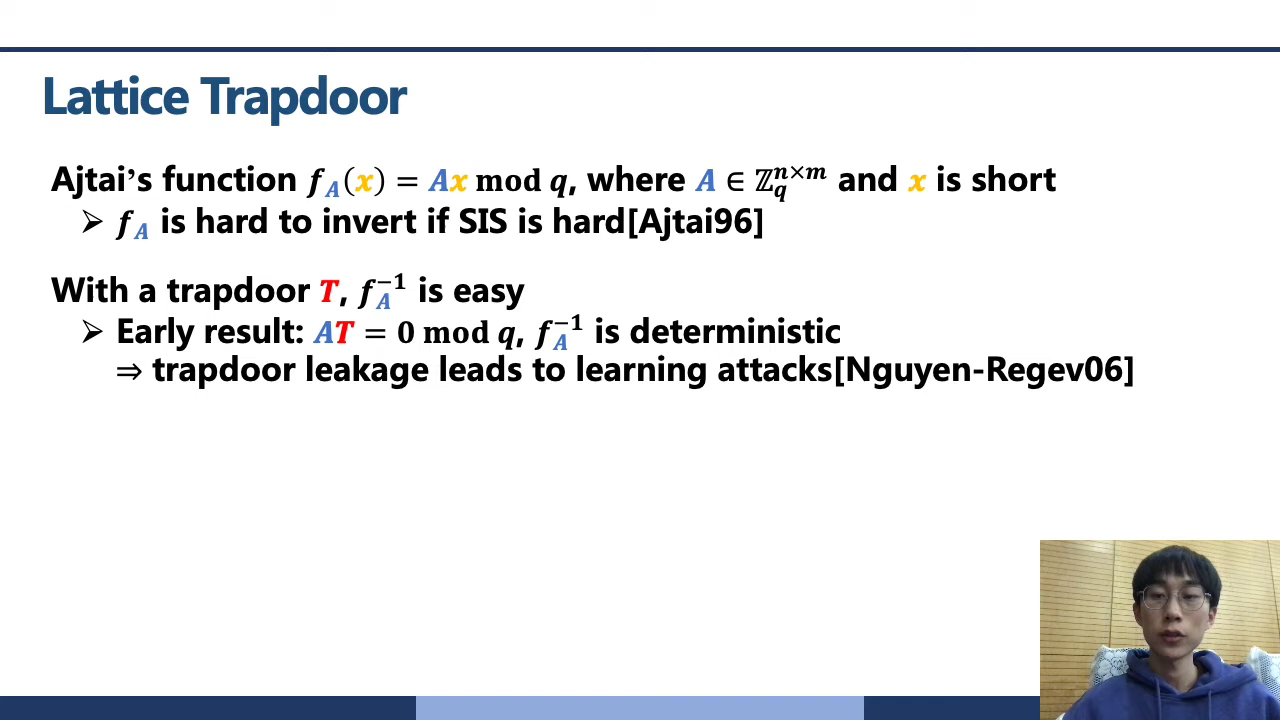 Lattice Trapdoor
Ajtai’s function f_A(x) = Ax mod q, where A ∈ ℤ_q^{n×m} and x is short
➢ f_A is hard to invert if SIS is hard[Ajtai96]
With a trapdoor T, f_A^{−1} is easy
➢ Early result: AT = 0 mod q, f_A^{−1} is deterministic
⇒ trapdoor leakage leads to learning attacks[Nguyen-Regev06]